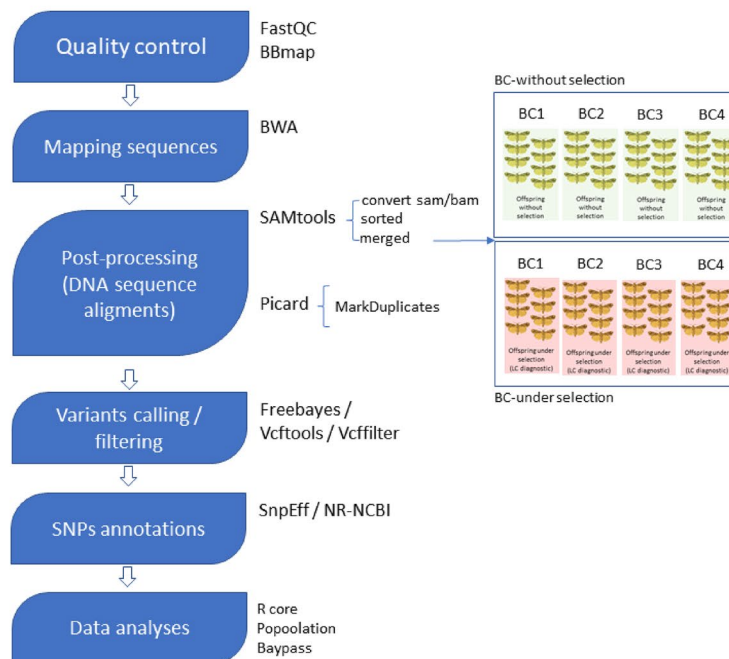 Quality control
FastQC
BBmap
Mapping sequences
BWA
Post-processing
(DNA sequence
aligments)
SAMtools
convert sam/bam
sorted
merged
Picard
MarkDuplicates
Variants calling /
filtering
Freebayes /
Vcftools / Vcffilter
SNPs annotations
SnpEff / NR-NCBI
Data analyses
R core
Popoolation
Baypass
BC-without selection
BC1 BC2 BC3 BC4
Offspring Offspring Offspring Offspring
without without without without
selection selection selection selection
BC1 BC2 BC3 BC4
Offspring under Offspring under Offspring under Offspring under
selection selection selection selection
(LC diagnostic) (LC diagnostic) (LC diagnostic) (LC diagnostic)
BC-under selection